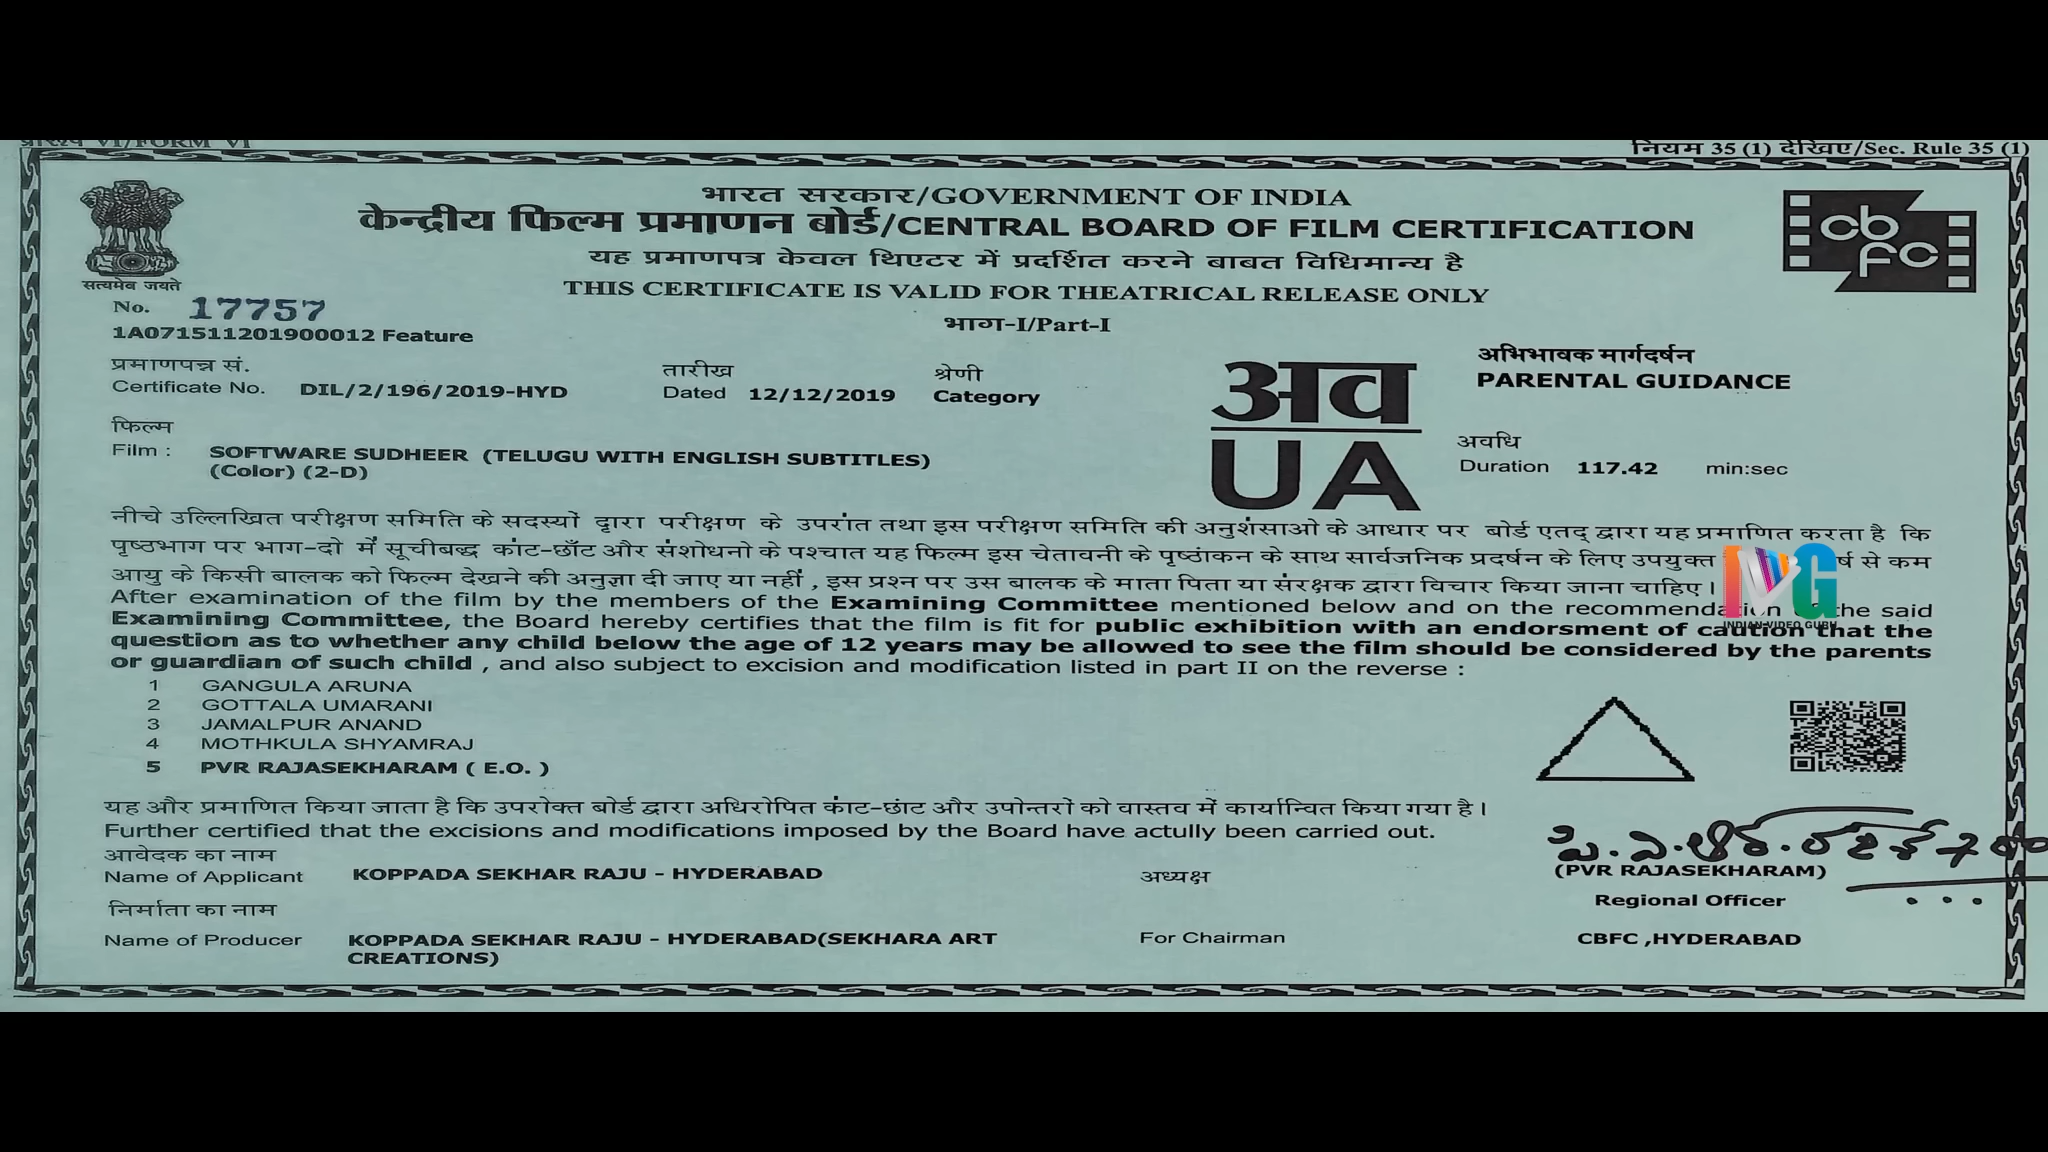 प्रारूप VI/FORM VI
नियम 35 (1) देखिए/Sec. Rule 35 (1)
भारत सरकार/GOVERNMENT OF INDIA
केन्द्रीय फिल्म प्रमाणन बोर्ड/CENTRAL BOARD OF FILM CERTIFICATION
cb
fc
यह प्रमाणपत्र केवल थिएटर में प्रदर्शित करने बाबत विधिमान्य है
सत्यमेव जयते
THIS CERTIFICATE IS VALID FOR THEATRICAL RELEASE ONLY
No. 17757
भाग-I/Part-I
1A071511201900012 Feature
प्रमाणपत्र सं. तारीख श्रेणी
Certificate No. DIL/2/196/2019-HYD Dated 12/12/2019 Category
अव
UA
अभिभावक मार्गदर्षन
PARENTAL GUIDANCE
फिल्म
Film : SOFTWARE SUDHEER (TELUGU WITH ENGLISH SUBTITLES)
(Color) (2-D)
अवधि
Duration 117.42 min:sec
नीचे उल्लिखित परीक्षण समिति के सदस्यों द्वारा परीक्षण के उपरांत तथा इस परीक्षण समिति की अनुशंसाओं के आधार पर बोर्ड एतद् द्वारा यह प्रमाणित करता है कि
पृष्ठभाग पर भाग-दो में सूचीबद्ध कांट-छाँट और संशोधनो के पश्चात यह फिल्म इस चेतावनी के पृष्ठांकन के साथ सार्वजनिक प्रदर्षन के लिए उपयुक्त से कम
आयु के किसी बालक को फिल्म देखने की अनुज्ञा दी जाए या नहीं , इस प्रश्न पर उस बालक के माता पिता या संरक्षक द्वारा विचार किया जाना चाहिए ।
After examination of the film by the members of the Examining Committee mentioned below and on the recommendation of the said
Examining Committee, the Board hereby certifies that the film is fit for public exhibition with an endorsment of caution that the
question as to whether any child below the age of 12 years may be allowed to see the film should be considered by the parents
or guardian of such child , and also subject to excision and modification listed in part II on the reverse :
IVG
INDIAN VIDEO GURU
1 GANGULA ARUNA
2 GOTTALA UMARANI
3 JAMALPUR ANAND
4 MOTHKULA SHYAMRAJ
5 PVR RAJASEKHARAM ( E.O. )
यह और प्रमाणित किया जाता है कि उपरोक्त बोर्ड द्वारा अधिरोपित कांट-छांट और उपोन्तरों को वास्तव में कार्यान्वित किया गया है ।
Further certified that the excisions and modifications imposed by the Board have actully been carried out.
आवेदक का नाम
Name of Applicant KOPPADA SEKHAR RAJU - HYDERABAD
अध्यक्ष
(PVR RAJASEKHARAM)
Regional Officer
निर्माता का नाम
Name of Producer KOPPADA SEKHAR RAJU - HYDERABAD(SEKHARA ART
CREATIONS)
For Chairman
CBFC ,HYDERABAD